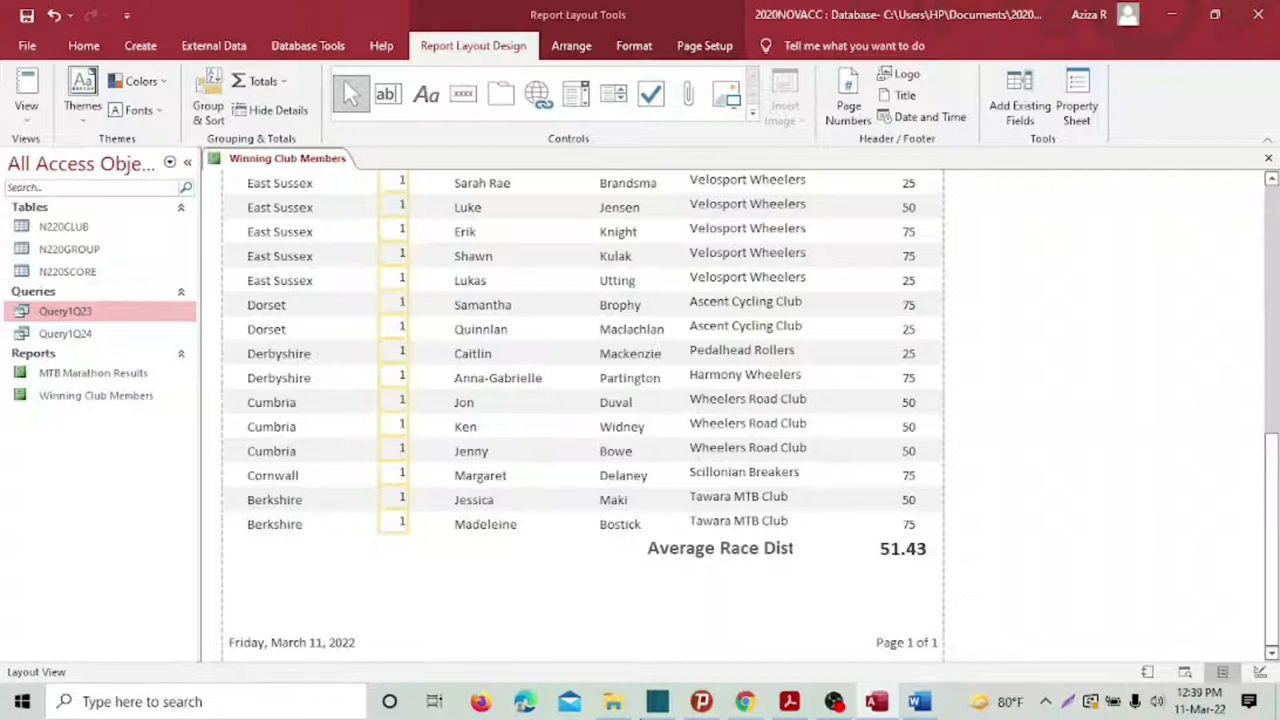 Report Layout Tools
2020NOVACC : Database- C:\Users\HP\Documents\2020...
Aziza R
File Home Create External Data Database Tools Help Report Layout Design Arrange Format Page Setup Tell me what you want to do
View
Views
Themes
Colors
Fonts
Themes
Group & Sort
Totals
Hide Details
Grouping & Totals
ab|
Aa
xxxx
Controls
Insert Image
Page Numbers
Logo
Title
Date and Time
Header / Footer
Add Existing Fields
Property Sheet
Tools
All Access Obje...
Search...
Tables
N220CLUB
N220GROUP
N220SCORE
Queries
Query1Q23
Query1Q24
Reports
MTB Marathon Results
Winning Club Members
Winning Club Members
East Sussex 1 Sarah Rae Brandsma Velosport Wheelers 25
East Sussex 1 Luke Jensen Velosport Wheelers 50
East Sussex 1 Erik Knight Velosport Wheelers 75
East Sussex 1 Shawn Kulak Velosport Wheelers 75
East Sussex 1 Lukas Utting Velosport Wheelers 25
Dorset 1 Samantha Brophy Ascent Cycling Club 75
Dorset 1 Quinnlan Maclachlan Ascent Cycling Club 25
Derbyshire 1 Caitlin Mackenzie Pedalhead Rollers 25
Derbyshire 1 Anna-Gabrielle Partington Harmony Wheelers 75
Cumbria 1 Jon Duval Wheelers Road Club 50
Cumbria 1 Ken Widney Wheelers Road Club 50
Cumbria 1 Jenny Bowe Wheelers Road Club 50
Cornwall 1 Margaret Delaney Scillonian Breakers 75
Berkshire 1 Jessica Maki Tawara MTB Club 50
Berkshire 1 Madeleine Bostick Tawara MTB Club 75
Average Race Dist 51.43
Friday, March 11, 2022 Page 1 of 1
Layout View
Type here to search
80°F
12:39 PM
11-Mar-22